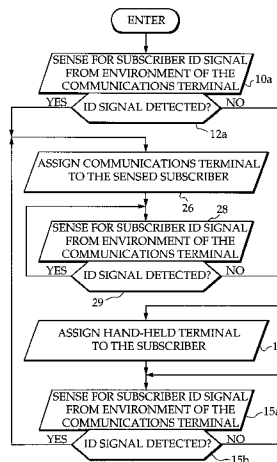 ENTER
SENSE FOR SUBSCRIBER ID SIGNAL
FROM ENVIRONMENT OF THE
COMMUNICATIONS TERMINAL
10a
YES
ID SIGNAL DETECTED?
NO
12a
ASSIGN COMMUNICATIONS TERMINAL
TO THE SENSED SUBSCRIBER
26
28
SENSE FOR SUBSCRIBER ID SIGNAL
FROM ENVIRONMENT OF THE
COMMUNICATIONS TERMINAL
YES
ID SIGNAL DETECTED?
NO
29
ASSIGN HAND-HELD TERMINAL
TO THE SUBSCRIBER
SENSE FOR SUBSCRIBER ID SIGNAL
FROM ENVIRONMENT OF THE
COMMUNICATIONS TERMINAL
15a
YES
ID SIGNAL DETECTED?
NO
15b